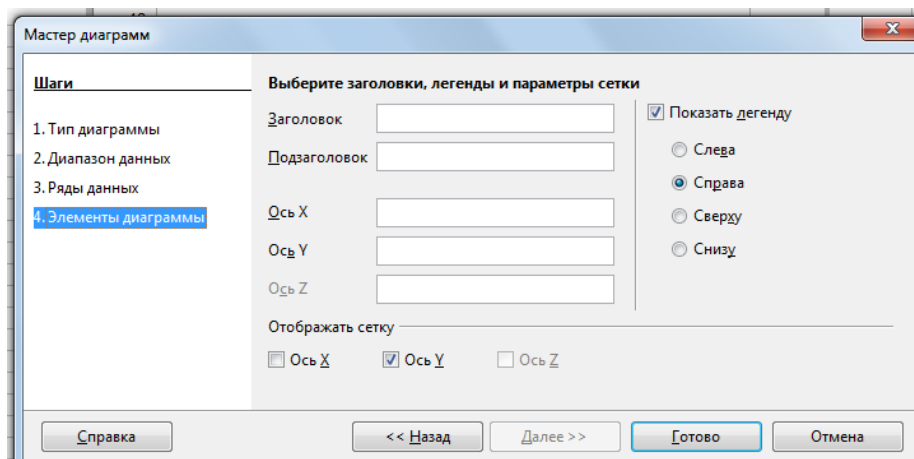 Мастер диаграмм
Шаги
1. Тип диаграммы
2. Диапазон данных
3. Ряды данных
4. Элементы диаграммы
Выберите заголовки, легенды и параметры сетки
Заголовок
Подзаголовок
Ось X
Ось Y
Ось Z
Показать легенду
Слева
Справа
Сверху
Снизу
Отображать сетку
Ось X Ось Y Ось Z
Справка << Назад Далее >> Готово Отмена